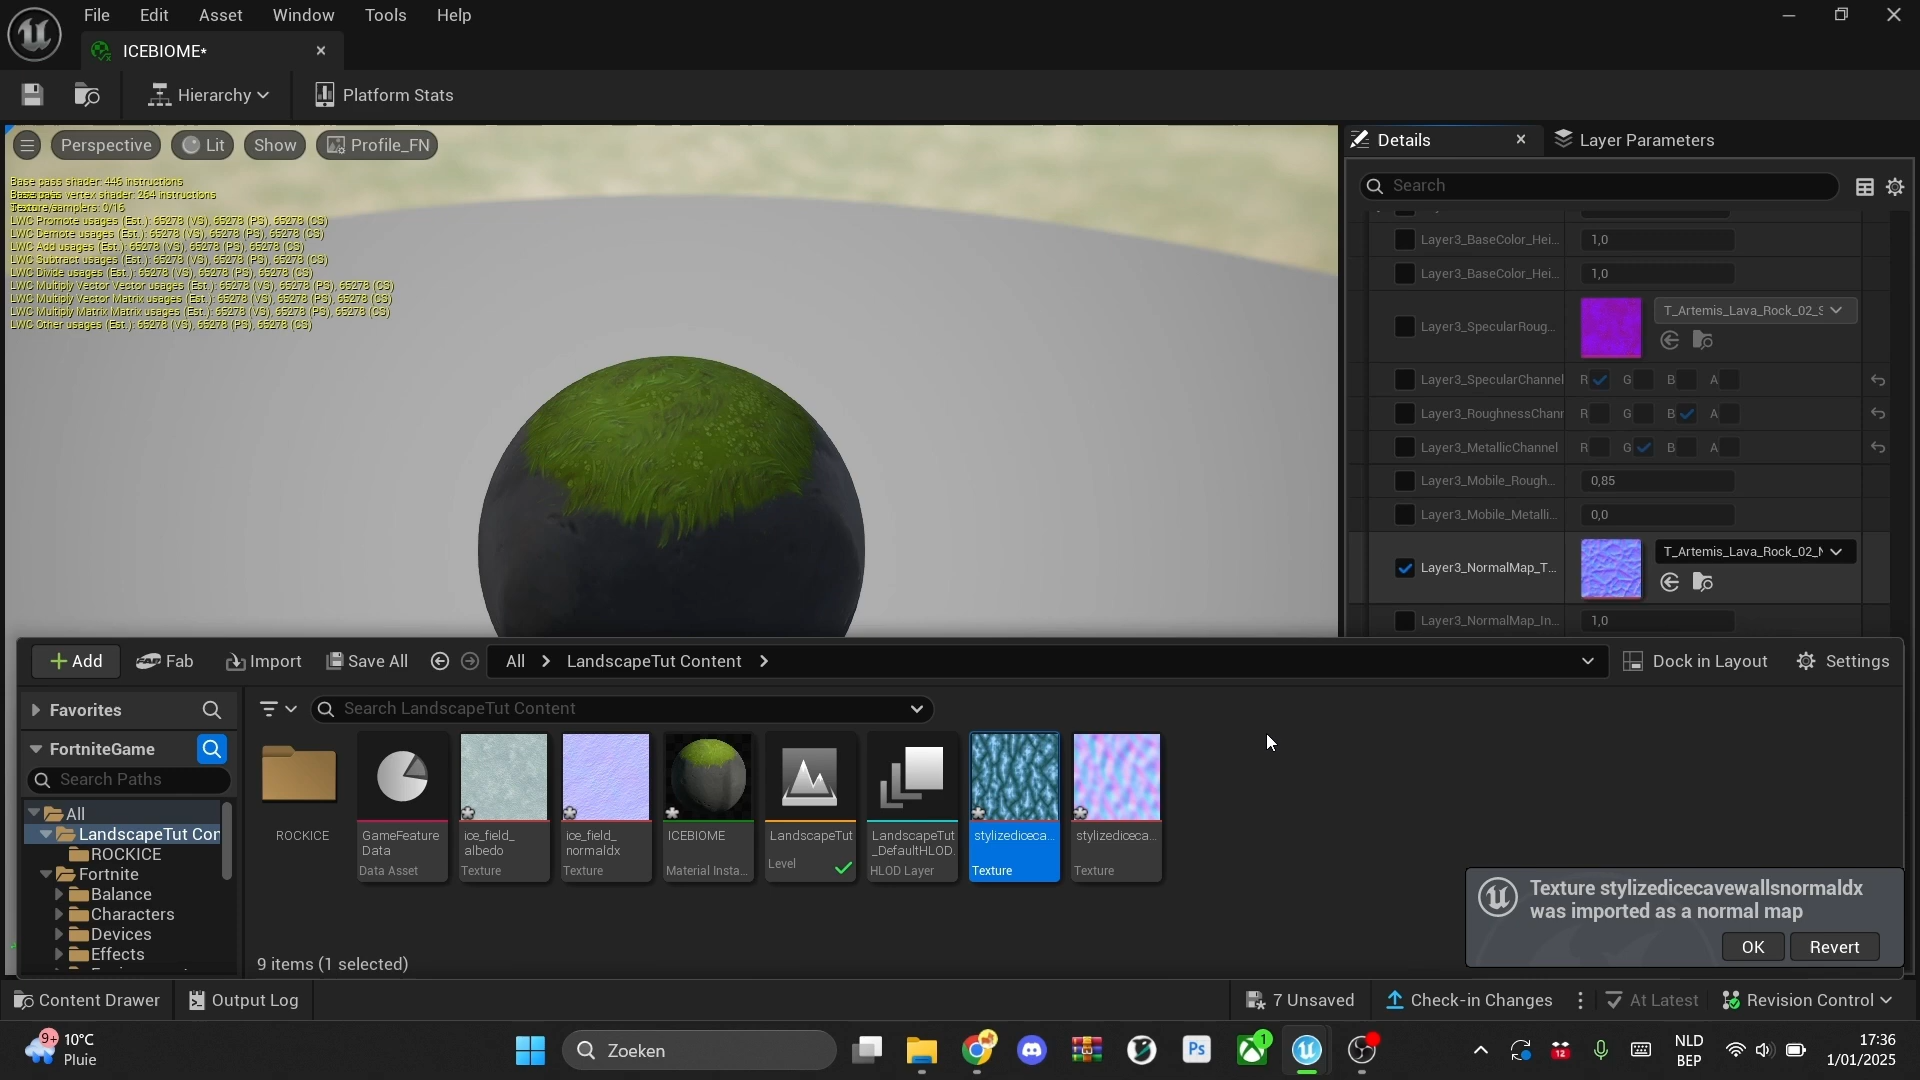 File Edit Asset Window Tools Help
ICEBIOME*
Hierarchy Platform Stats
Perspective Lit Show Profile_FN
Base pass shader: 446 instructions
Base pass vertex shader: 264 instructions
Texture samplers: 0/16
LWC Promote usages (Est.): 65278 (VS), 65278 (PS), 65278 (CS)
LWC Demote usages (Est.): 65278 (VS), 65278 (PS), 65278 (CS)
LWC Add usages (Est.): 65278 (VS), 65278 (PS), 65278 (CS)
LWC Subtract usages (Est.): 65278 (VS), 65278 (PS), 65278 (CS)
LWC Divide usages (Est.): 65278 (VS), 65278 (PS), 65278 (CS)
LWC Multiply Vector Vector usages (Est.): 65278 (VS), 65278 (PS), 65278 (CS)
LWC Multiply Vector Matrix usages (Est.): 65278 (VS), 65278 (PS), 65278 (CS)
LWC Multiply Matrix Matrix usages (Est.): 65278 (VS), 65278 (PS), 65278 (CS)
LWC Other usages (Est.): 65278 (VS), 65278 (PS), 65278 (CS)
Details Layer Parameters
Search
Layer3_BaseColor_Hei... 1,0
Layer3_BaseColor_Hei... 1,0
Layer3_SpecularRoug... T_Artemis_Lava_Rock_02_S
Layer3_SpecularChannel R G B A
Layer3_RoughnessChanr R G B A
Layer3_MetallicChannel R G B A
Layer3_Mobile_Rough... 0,85
Layer3_Mobile_Metalli... 0,0
Layer3_NormalMap_T... T_Artemis_Lava_Rock_02_N
Layer3_NormalMap_In... 1,0
Add Fab Import Save All All LandscapeTut Content Dock in Layout Settings
Favorites
FortniteGame
Search Paths
All
LandscapeTut Con
ROCKICE
Fortnite
Balance
Characters
Devices
Effects
Search LandscapeTut Content
ROCKICE
GameFeature
Data
Data Asset
ice_field_
albedo
Texture
ice_field_
normaldx
Texture
ICEBIOME
Material Insta...
LandscapeTut
Level
LandscapeTut
_DefaultHLOD.
HLOD Layer
stylizediceca...
Texture
stylizediceca...
Texture
9 items (1 selected)
Texture stylizedicecavewallsnormaldx
was imported as a normal map
OK Revert
Content Drawer Output Log 7 Unsaved Check-in Changes At Latest Revision Control
9+ 10°C
Pluie
Zoeken
Ps
1
12
NLD
BEP
17:36
1/01/2025